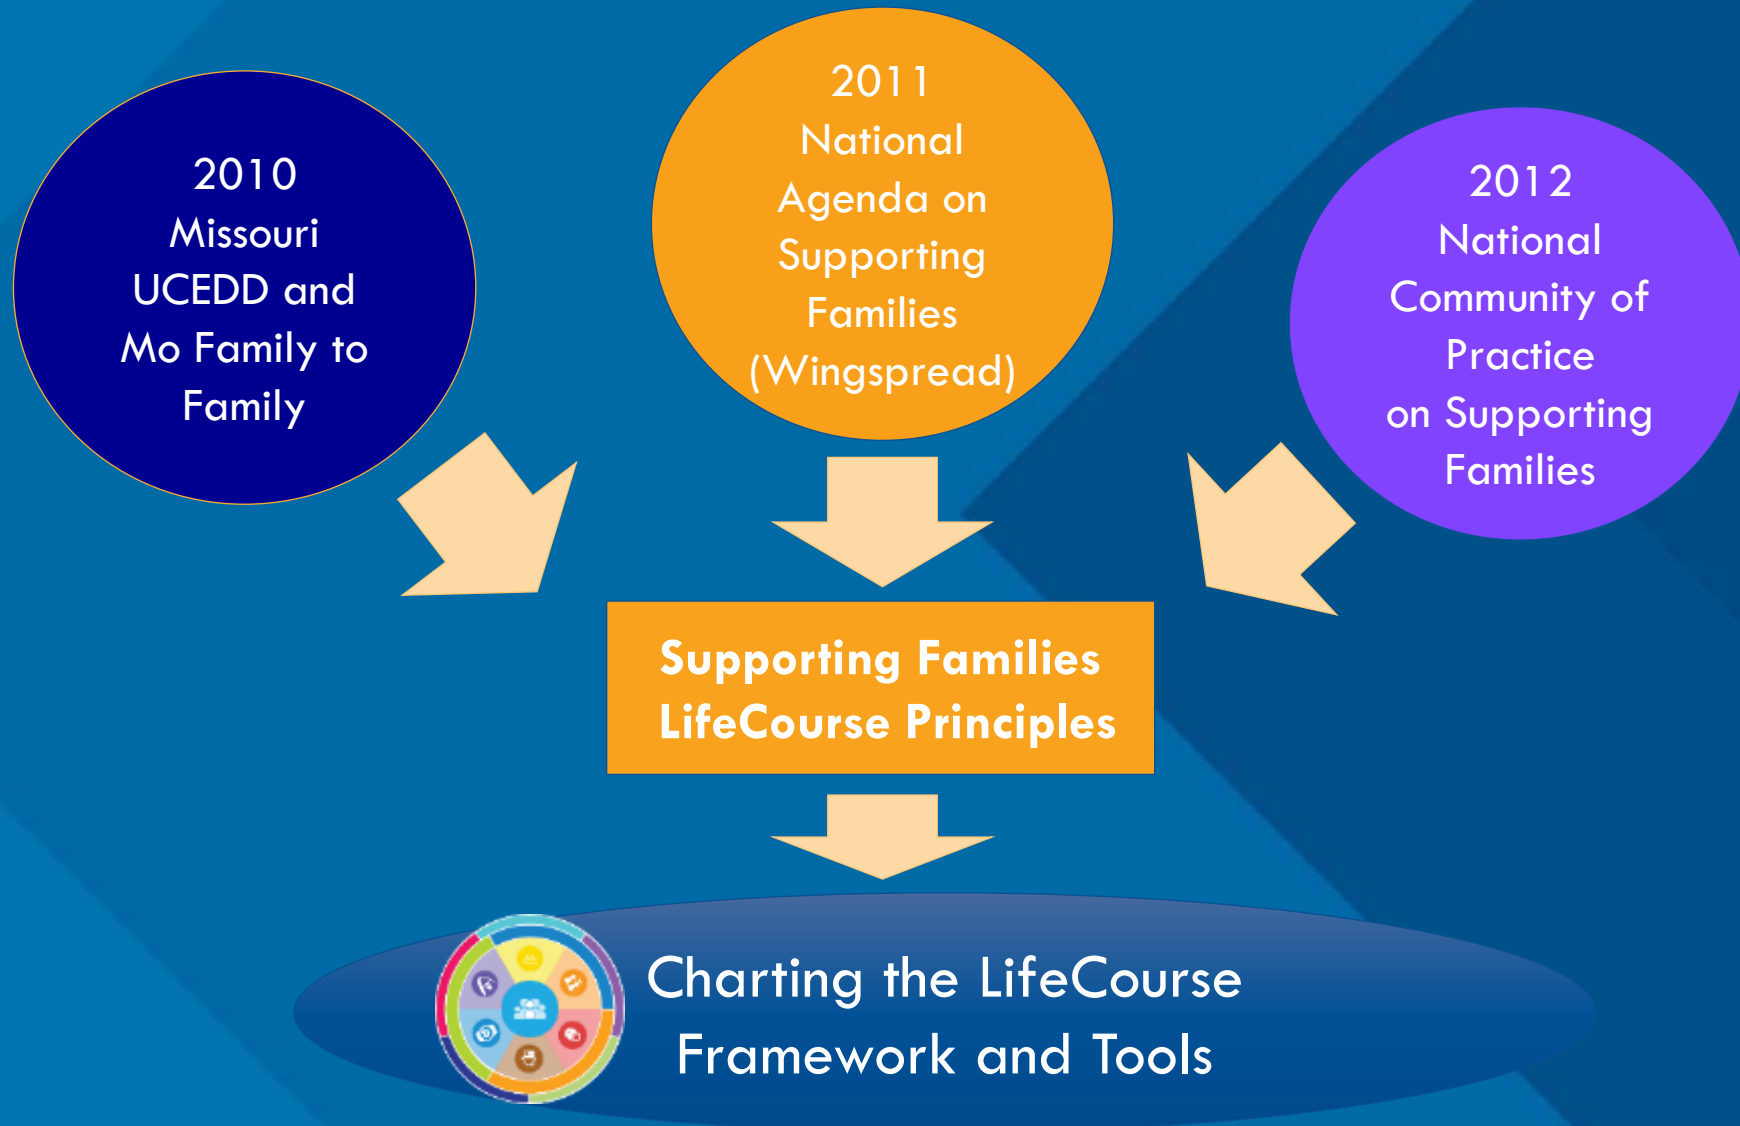 2010
Missouri
UCEDD and
Mo Family to
Family
2011
National
Agenda on
Supporting
Families
(Wingspread)
2012
National
Community of
Practice
on Supporting
Families
Supporting Families
LifeCourse Principles
Charting the LifeCourse
Framework and Tools